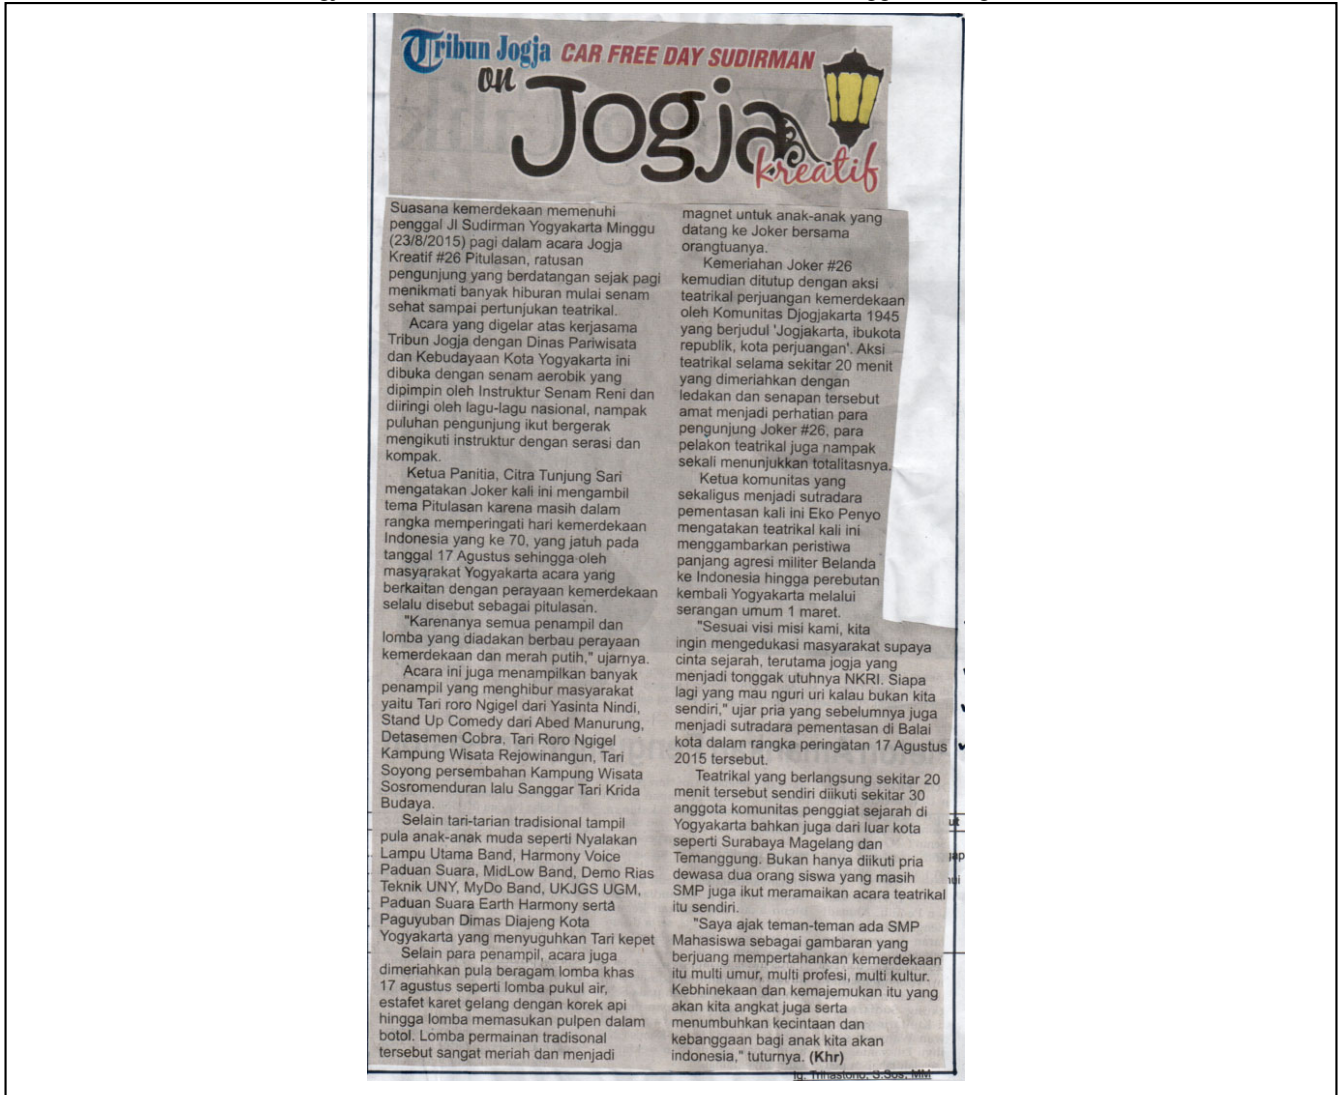 Tribun Jogja CAR FREE DAY SUDIRMAN
on
Jogja
kreatif
Suasana kemerdekaan memenuhi
penggal Jl Sudirman Yogyakarta Minggu
(23/8/2015) pagi dalam acara Jogja
Kreatif #26 Pitulasan, ratusan
pengunjung yang berdatangan sejak pagi
menikmati banyak hiburan mulai senam
sehat sampai pertunjukan teatrikal.
Acara yang digelar atas kerjasama
Tribun Jogja dengan Dinas Pariwisata
dan Kebudayaan Kota Yogyakarta ini
dibuka dengan senam aerobik yang
dipimpin oleh Instruktur Senam Reni dan
diiringi oleh lagu-lagu nasional, nampak
puluhan pengunjung ikut bergerak
mengikuti instruktur dengan serasi dan
kompak.
Ketua Panitia, Citra Tunjung Sari
mengatakan Joker kali ini mengambil
tema Pitulasan karena masih dalam
rangka memperingati hari kemerdekaan
Indonesia yang ke 70, yang jatuh pada
tanggal 17 Agustus sehingga oleh
masyarakat Yogyakarta acara yang
berkaitan dengan perayaan kemerdekaan
selalu disebut sebagai pitulasan.
"Karenanya semua penampil dan
lomba yang diadakan berbau perayaan
kemerdekaan dan merah putih," ujarnya.
Acara ini juga menampilkan banyak
penampil yang menghibur masyarakat
yaitu Tari roro Ngigel dari Yasinta Nindi,
Stand Up Comedy dari Abed Manurung,
Detasemen Cobra, Tari Roro Ngigel
Kampung Wisata Rejowinangun, Tari
Soyong persembahan Kampung Wisata
Sosromenduran lalu Sanggar Tari Krida
Budaya.
Selain tari-tarian tradisional tampil
pula anak-anak muda seperti Nyalakan
Lampu Utama Band, Harmony Voice
Paduan Suara, MidLow Band, Demo Rias
Teknik UNY, MyDo Band, UKJGS UGM,
Paduan Suara Earth Harmony serta
Paguyuban Dimas Diajeng Kota
Yogyakarta yang menyuguhkan Tari kepet
Selain para penampil, acara juga
dimeriahkan pula beragam lomba khas
17 agustus seperti lomba pukul air,
estafet karet gelang dengan korek api
hingga lomba memasukan pulpen dalam
botol. Lomba permainan tradisonal
tersebut sangat meriah dan menjadi
magnet untuk anak-anak yang
datang ke Joker bersama
orangtuanya.
Kemeriahan Joker #26
kemudian ditutup dengan aksi
teatrikal perjuangan kemerdekaan
oleh Komunitas Djogjakarta 1945
yang berjudul 'Jogjakarta, ibukota
republik, kota perjuangan'. Aksi
teatrikal selama sekitar 20 menit
yang dimeriahkan dengan
ledakan dan senapan tersebut
amat menjadi perhatian para
pengunjung Joker #26, para
pelakon teatrikal juga nampak
sekali menunjukkan totalitasnya.
Ketua komunitas yang
sekaligus menjadi sutradara
pementasan kali ini Eko Penyo
mengatakan teatrikal kali ini
menggambarkan peristiwa
panjang agresi militer Belanda
ke Indonesia hingga perebutan
kembali Yogyakarta melalui
serangan umum 1 maret.
"Sesuai visi misi kami, kita
ingin mengedukasi masyarakat supaya
cinta sejarah, terutama jogja yang
menjadi tonggak utuhnya NKRI. Siapa
lagi yang mau nguri uri kalau bukan kita
sendiri," ujar pria yang sebelumnya juga
menjadi sutradara pementasan di Balai
kota dalam rangka peringatan 17 Agustus
2015 tersebut.
Teatrikal yang berlangsung sekitar 20
menit tersebut sendiri diikuti sekitar 30
anggota komunitas penggiat sejarah di
Yogyakarta bahkan juga dari luar kota
seperti Surabaya Magelang dan
Temanggung. Bukan hanya diikuti pria
dewasa dua orang siswa yang masih
SMP juga ikut meramaikan acara teatrikal
itu sendiri.
"Saya ajak teman-teman ada SMP
Mahasiswa sebagai gambaran yang
berjuang mempertahankan kemerdekaan
itu multi umur, multi profesi, multi kultur.
Kebhinekaan dan kemajemukan itu yang
akan kita angkat juga serta
menumbuhkan kecintaan dan
kebanggaan bagi anak kita akan
indonesia," tuturnya. (Khr)
Ig. Trihastono, S.Sos, MM